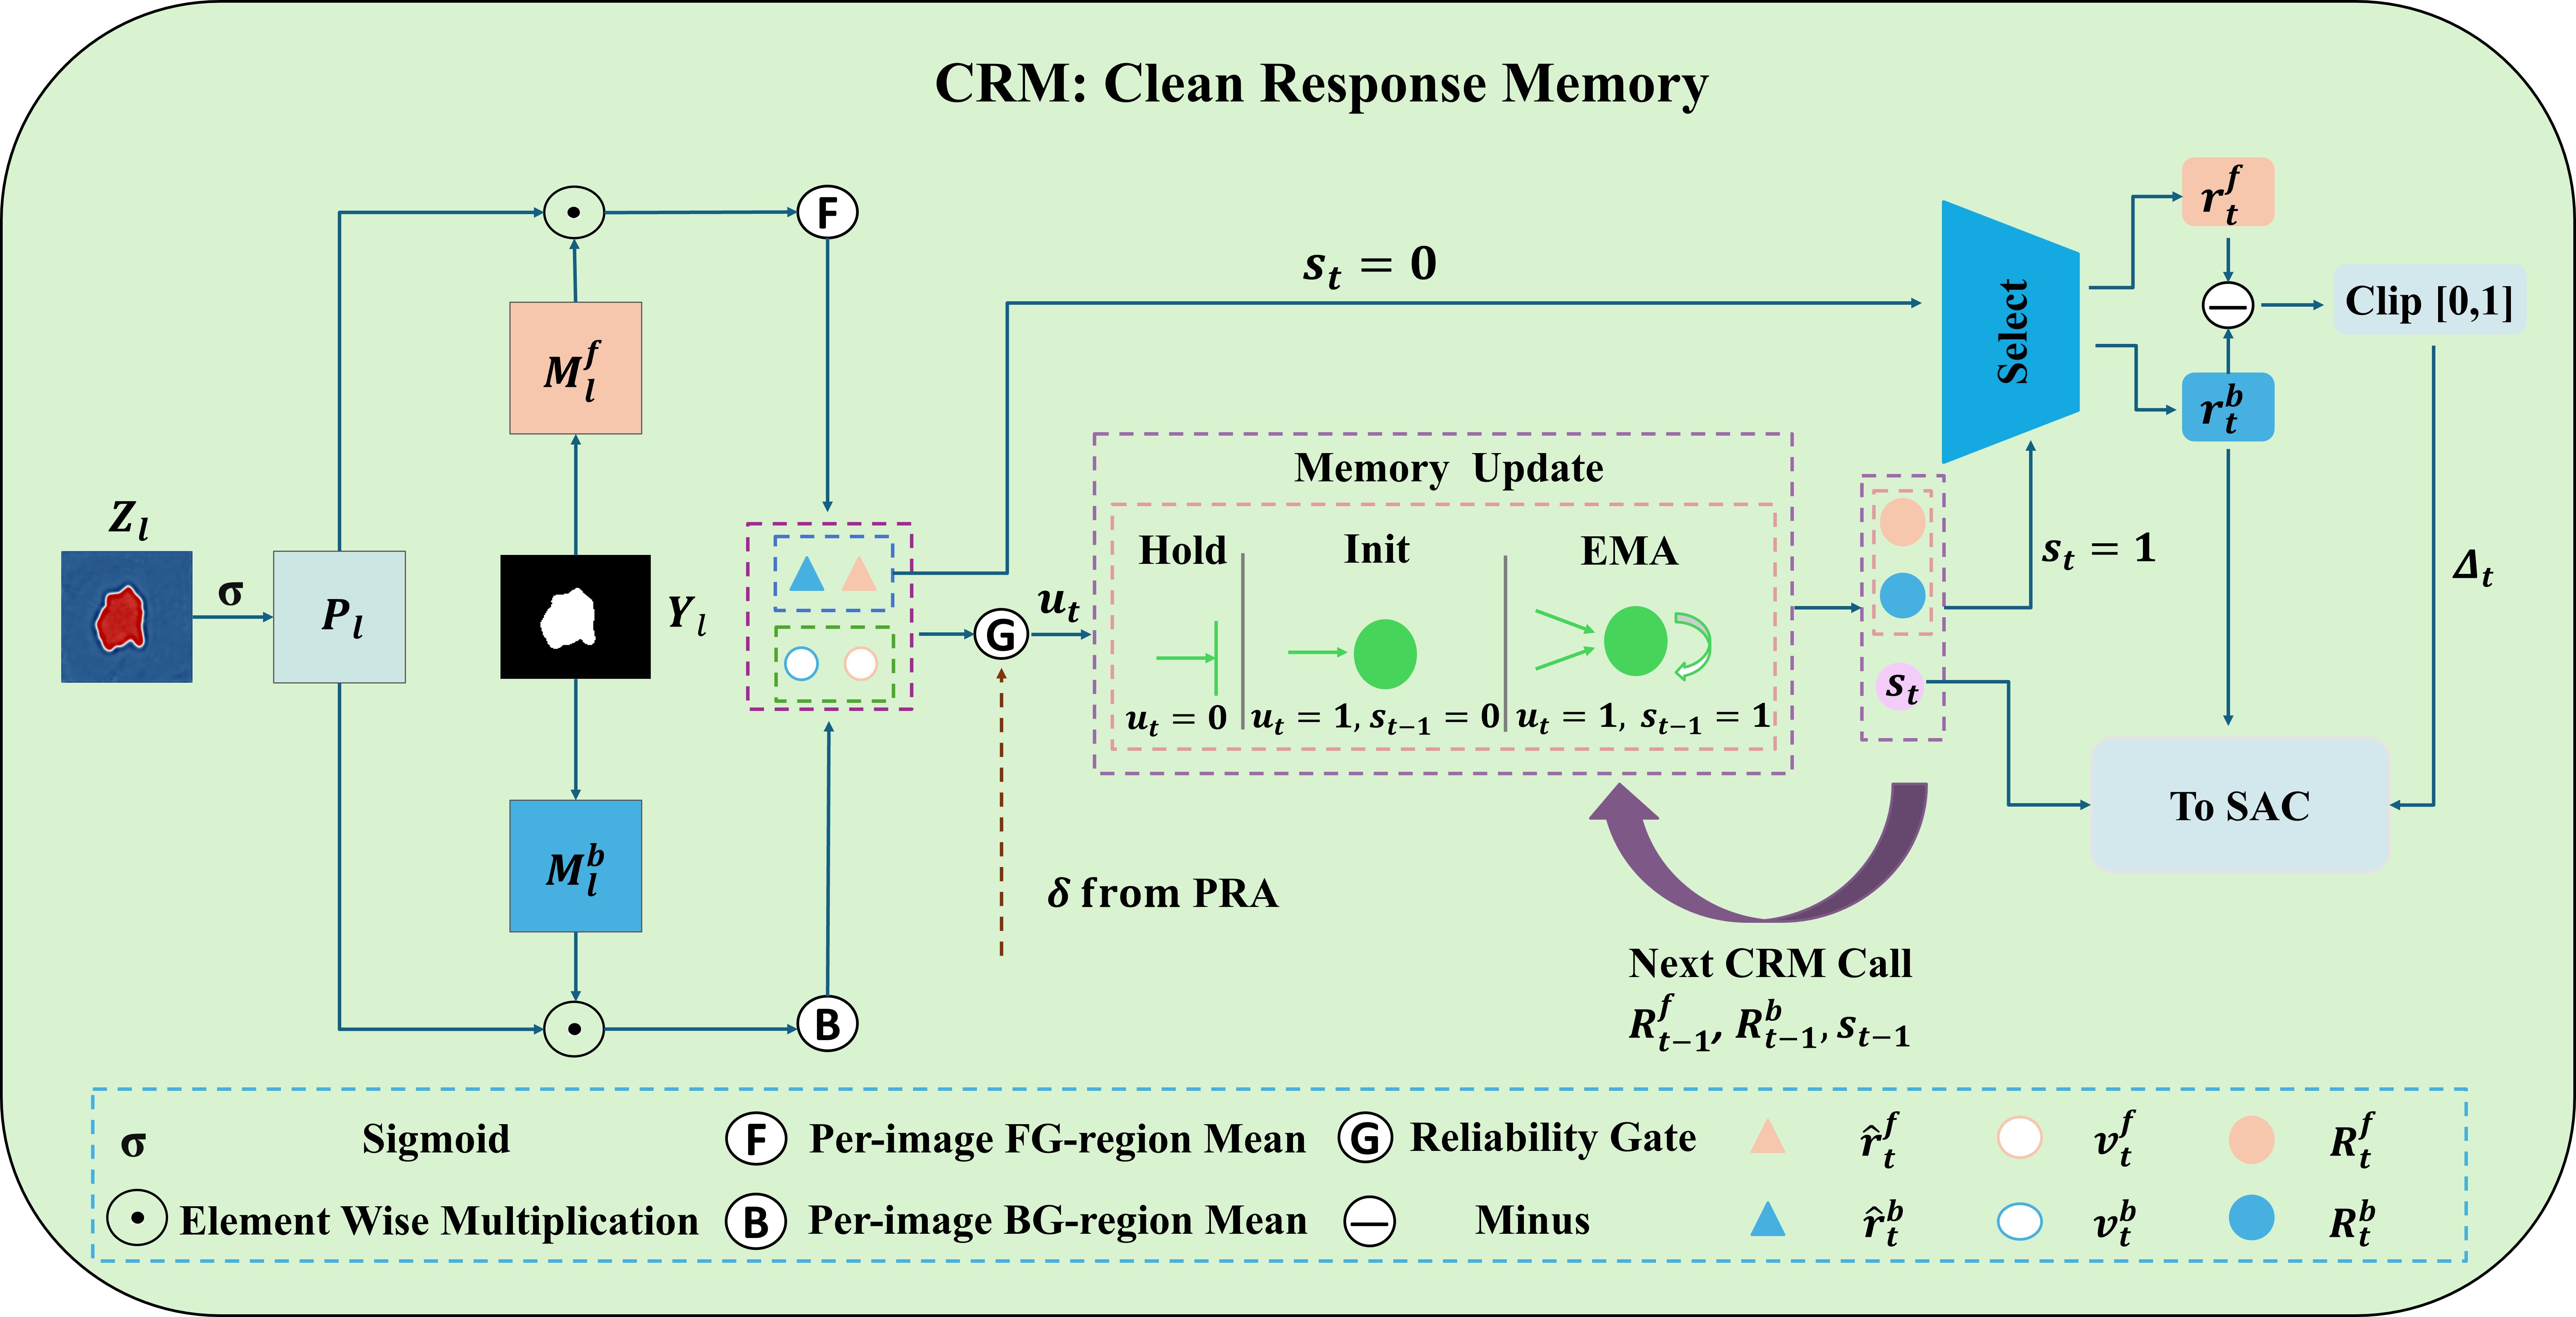 CRM: Clean Response Memory
Z_l
σ
P_l
M_l^f
Y_l
M_l^b
F
B
G
u_t
δ from PRA
s_t = 0
Memory Update
Hold
Init
EMA
u_t = 0
u_t = 1, s_{t−1} = 0
u_t = 1, s_{t−1} = 1
s_t
s_t = 1
Select
r_t^f
r_t^b
Clip [0,1]
Δ_t
To SAC
Next CRM Call
R_{t−1}^f, R_{t−1}^b, s_{t−1}
σ Sigmoid
F Per-image FG-region Mean
G Reliability Gate
r̂_t^f
v_t^f
R_t^f
Element Wise Multiplication
B Per-image BG-region Mean
Minus
r̂_t^b
v_t^b
R_t^b